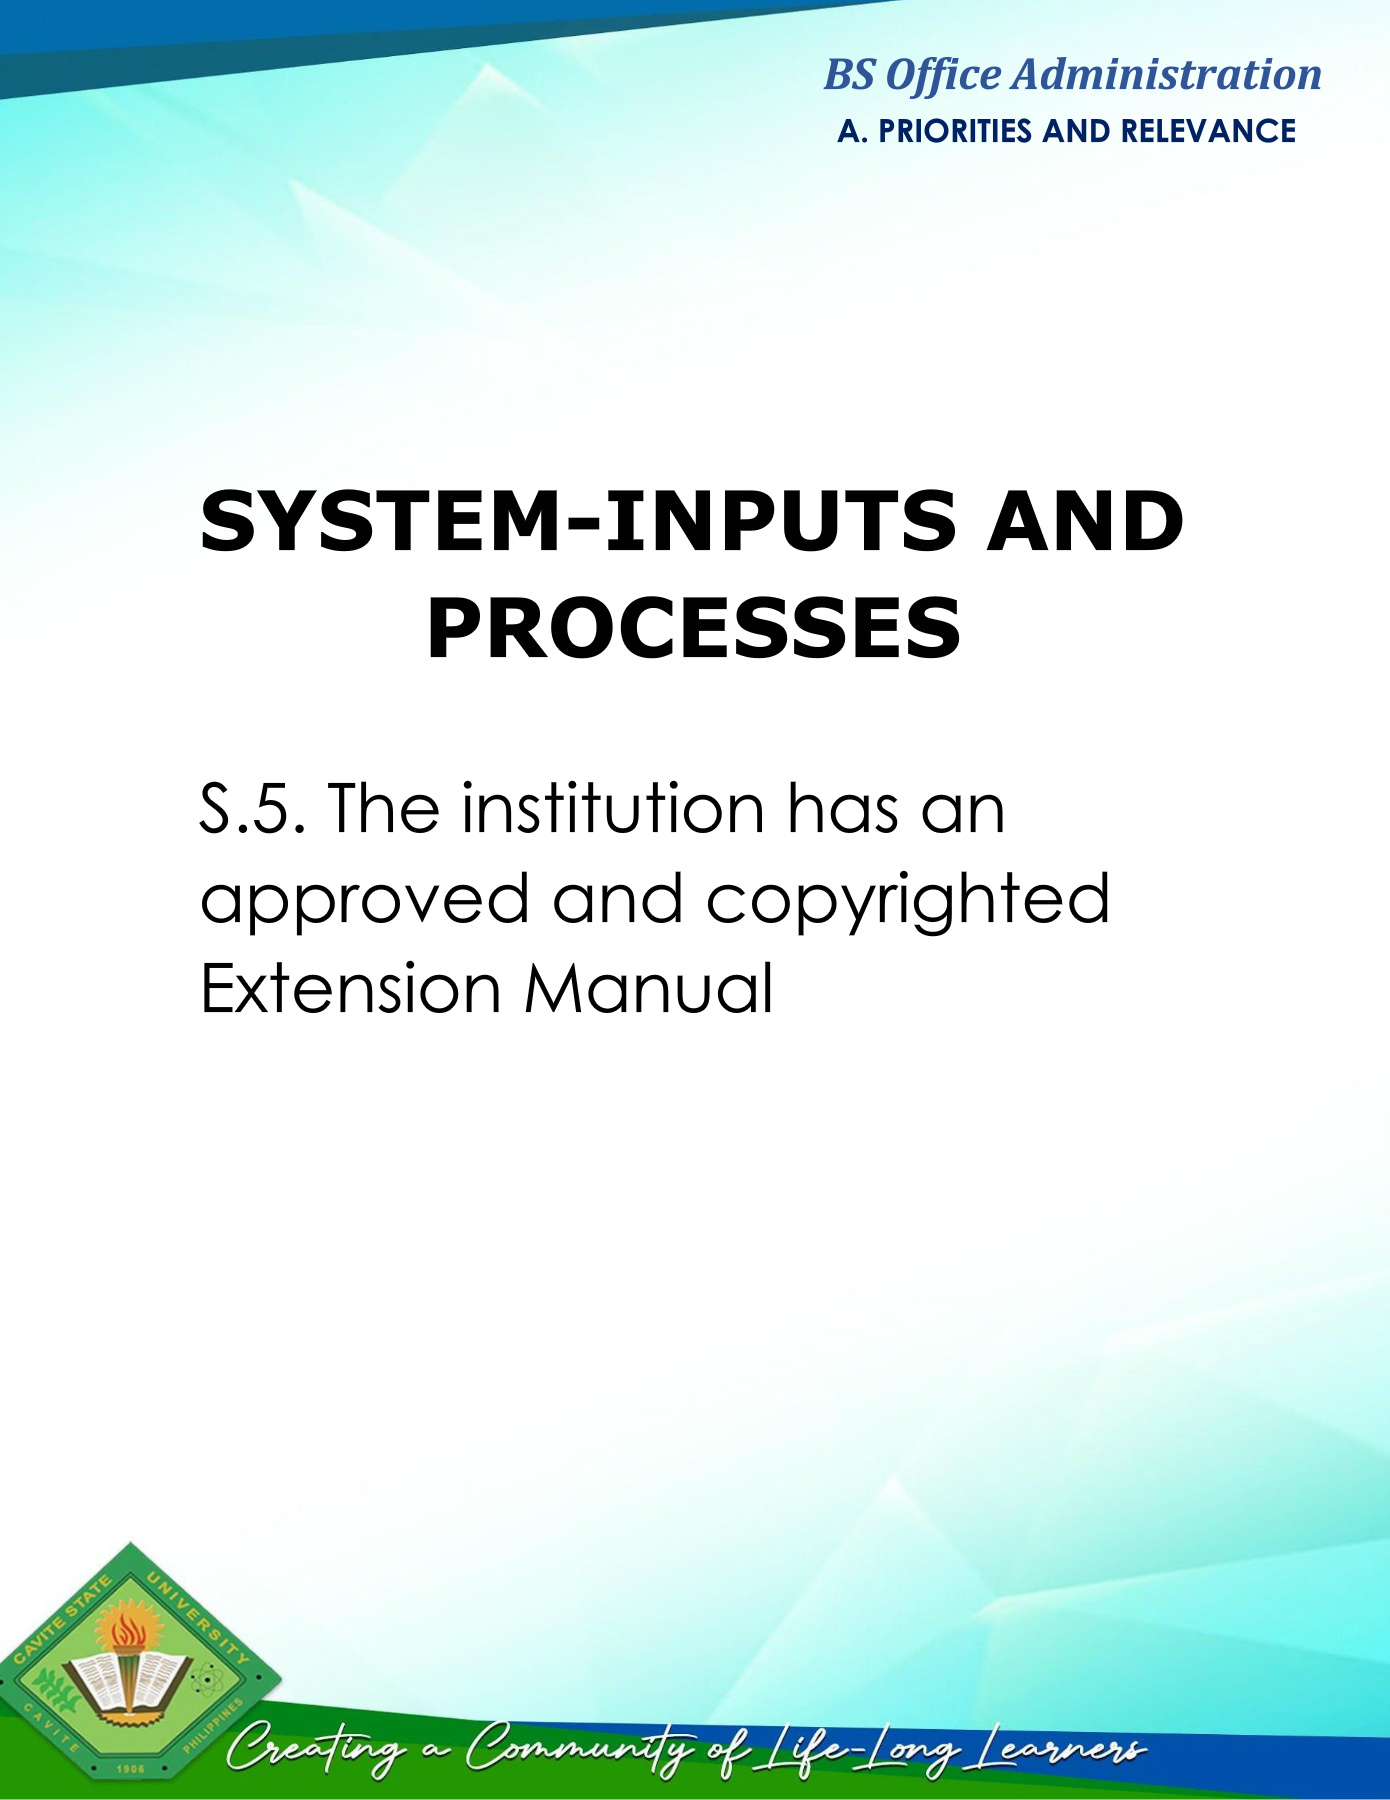 BS Office Administration
A. PRIORITIES AND RELEVANCE
SYSTEM-INPUTS AND
PROCESSES
S.5. The institution has an
approved and copyrighted
Extension Manual
CAVITE STATE UNIVERSITY
CAVITE PHILIPPINES
1906
Creating a Community of Life-Long Learners